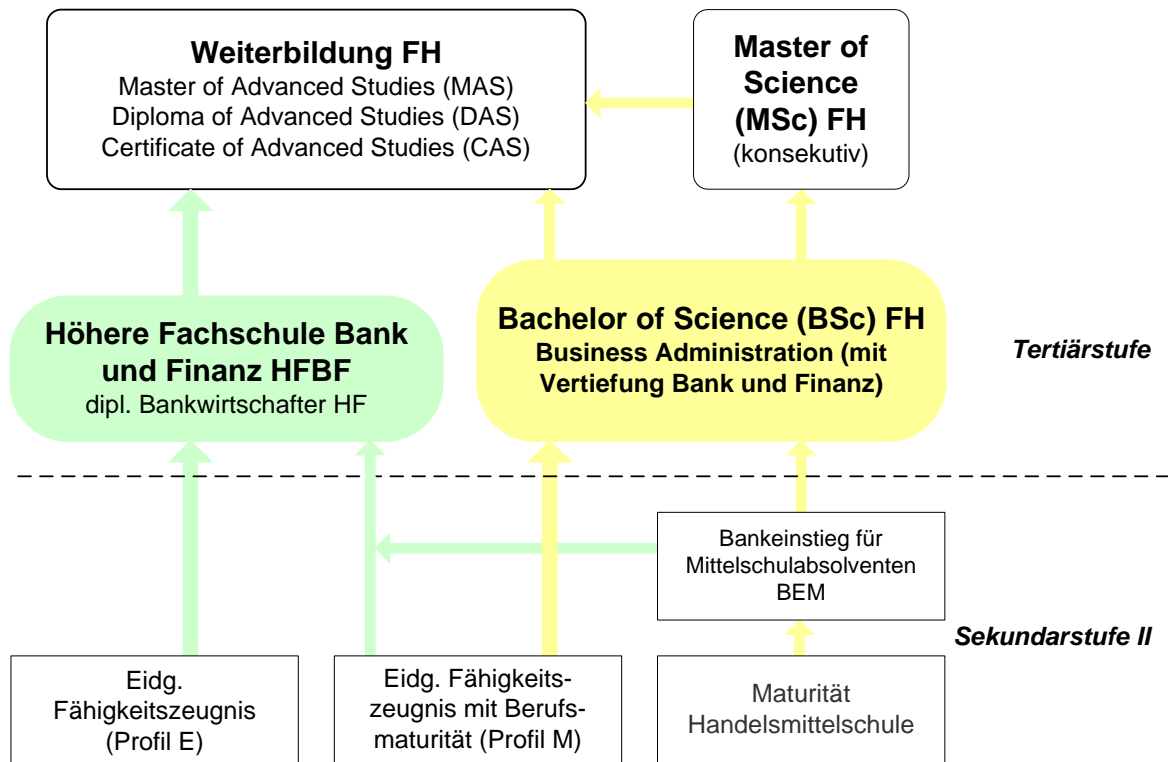 Weiterbildung FH
Master of Advanced Studies (MAS)
Diploma of Advanced Studies (DAS)
Certificate of Advanced Studies (CAS)
Master of
Science
(MSc) FH
(konsekutiv)
Höhere Fachschule Bank
und Finanz HFBF
dipl. Bankwirtschafter HF
Bachelor of Science (BSc) FH
Business Administration (mit
Vertiefung Bank und Finanz)
Tertiärstufe
Bankeinstieg für
Mittelschulabsolventen
BEM
Sekundarstufe II
Eidg.
Fähigkeitszeugnis
(Profil E)
Eidg. Fähigkeits-
zeugnis mit Berufs-
maturität (Profil M)
Maturität
Handelsmittelschule